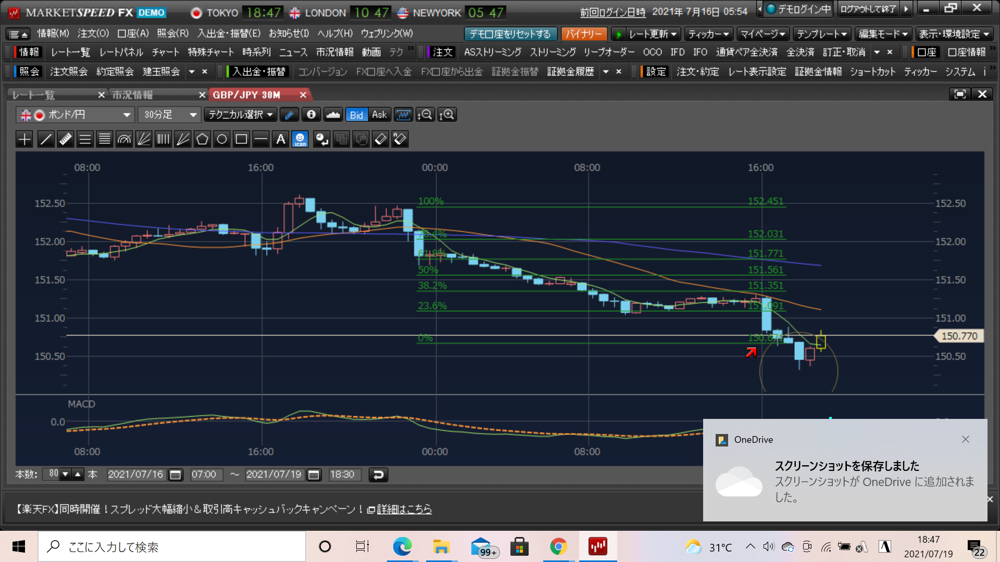 MARKETSPEED FX DEMO TOKYO 18:47 LONDON 10 47 NEWYORK 05 47 前回ログイン日時 2021年 7月16日 05:54 デモログイン中 ログアウトして終了
情報(M) 注文(O) 口座(A) 照会(R) 入出金・振替(E) お知らせ(I) ヘルプ(H) ウェブリンク(W) デモ口座をリセットする バイナリー レート更新 ティッカー マイページ テンプレート 編集モード 表示・環境設定
情報 レート一覧 レートパネル チャート 特殊チャート 時系列 ニュース 市況情報 動画 テク 注文 ASストリーミング ストリーミング リーブオーダー OCO IFD IFO 通貨ペア全決済 全決済 訂正・取消 口座 口座情報
照会 注文照会 約定照会 建玉照会 入出金・振替 コンバージョン FX口座へ入金 FX口座から出金 証拠金振替 証拠金履歴 設定 注文・約定 レート表示設定 証拠金情報 ショートカット ティッカー システム
レート一覧 市況情報 GBP/JPY 30M
ポンド/円 30分足 テクニカル選択 Bid Ask
A ICON
08:00 16:00 00:00 08:00 16:00
152.50 100% 152.451 152.50
152.00 76.4% 152.031 152.00
61.8% 151.771
50% 151.561
151.50 151.50
38.2% 151.351
23.6% 151.091
151.00 151.00
0% 150.671 150.770
150.50 150.50
MACD
0.0
08:00 16:00 00:00 08:00
本数: 80 本 2021/07/16 07:00 ～ 2021/07/19 18:30
OneDrive
スクリーンショットを保存しました
スクリーンショットが OneDrive に追加されま
した。
【楽天FX】同時開催！スプレッド大幅縮小＆取引高キャッシュバックキャンペーン！ 詳細はこちら
ここに入力して検索 99+ 31°C A 18:47
2021/07/19 22